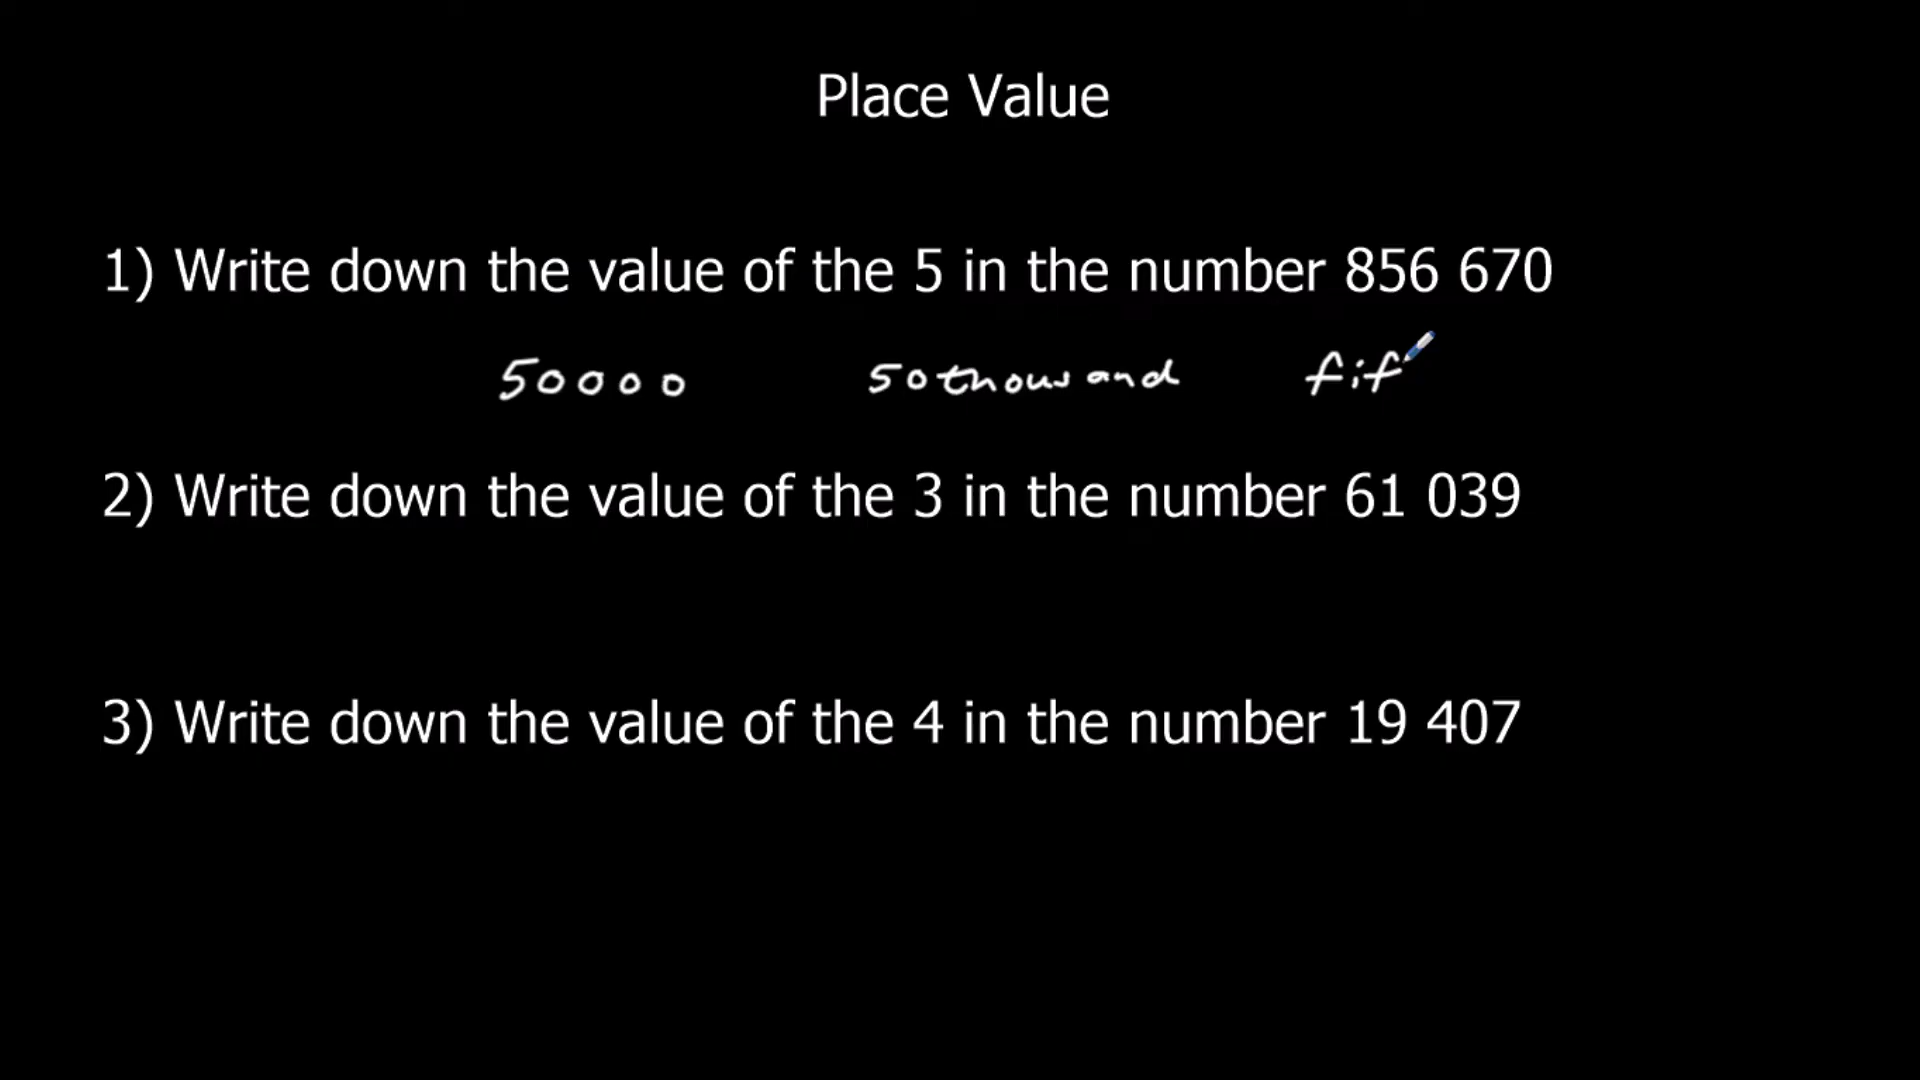 Place Value
1) Write down the value of the 5 in the number 856 670
50000 50 thousand fif
2) Write down the value of the 3 in the number 61 039
3) Write down the value of the 4 in the number 19 407